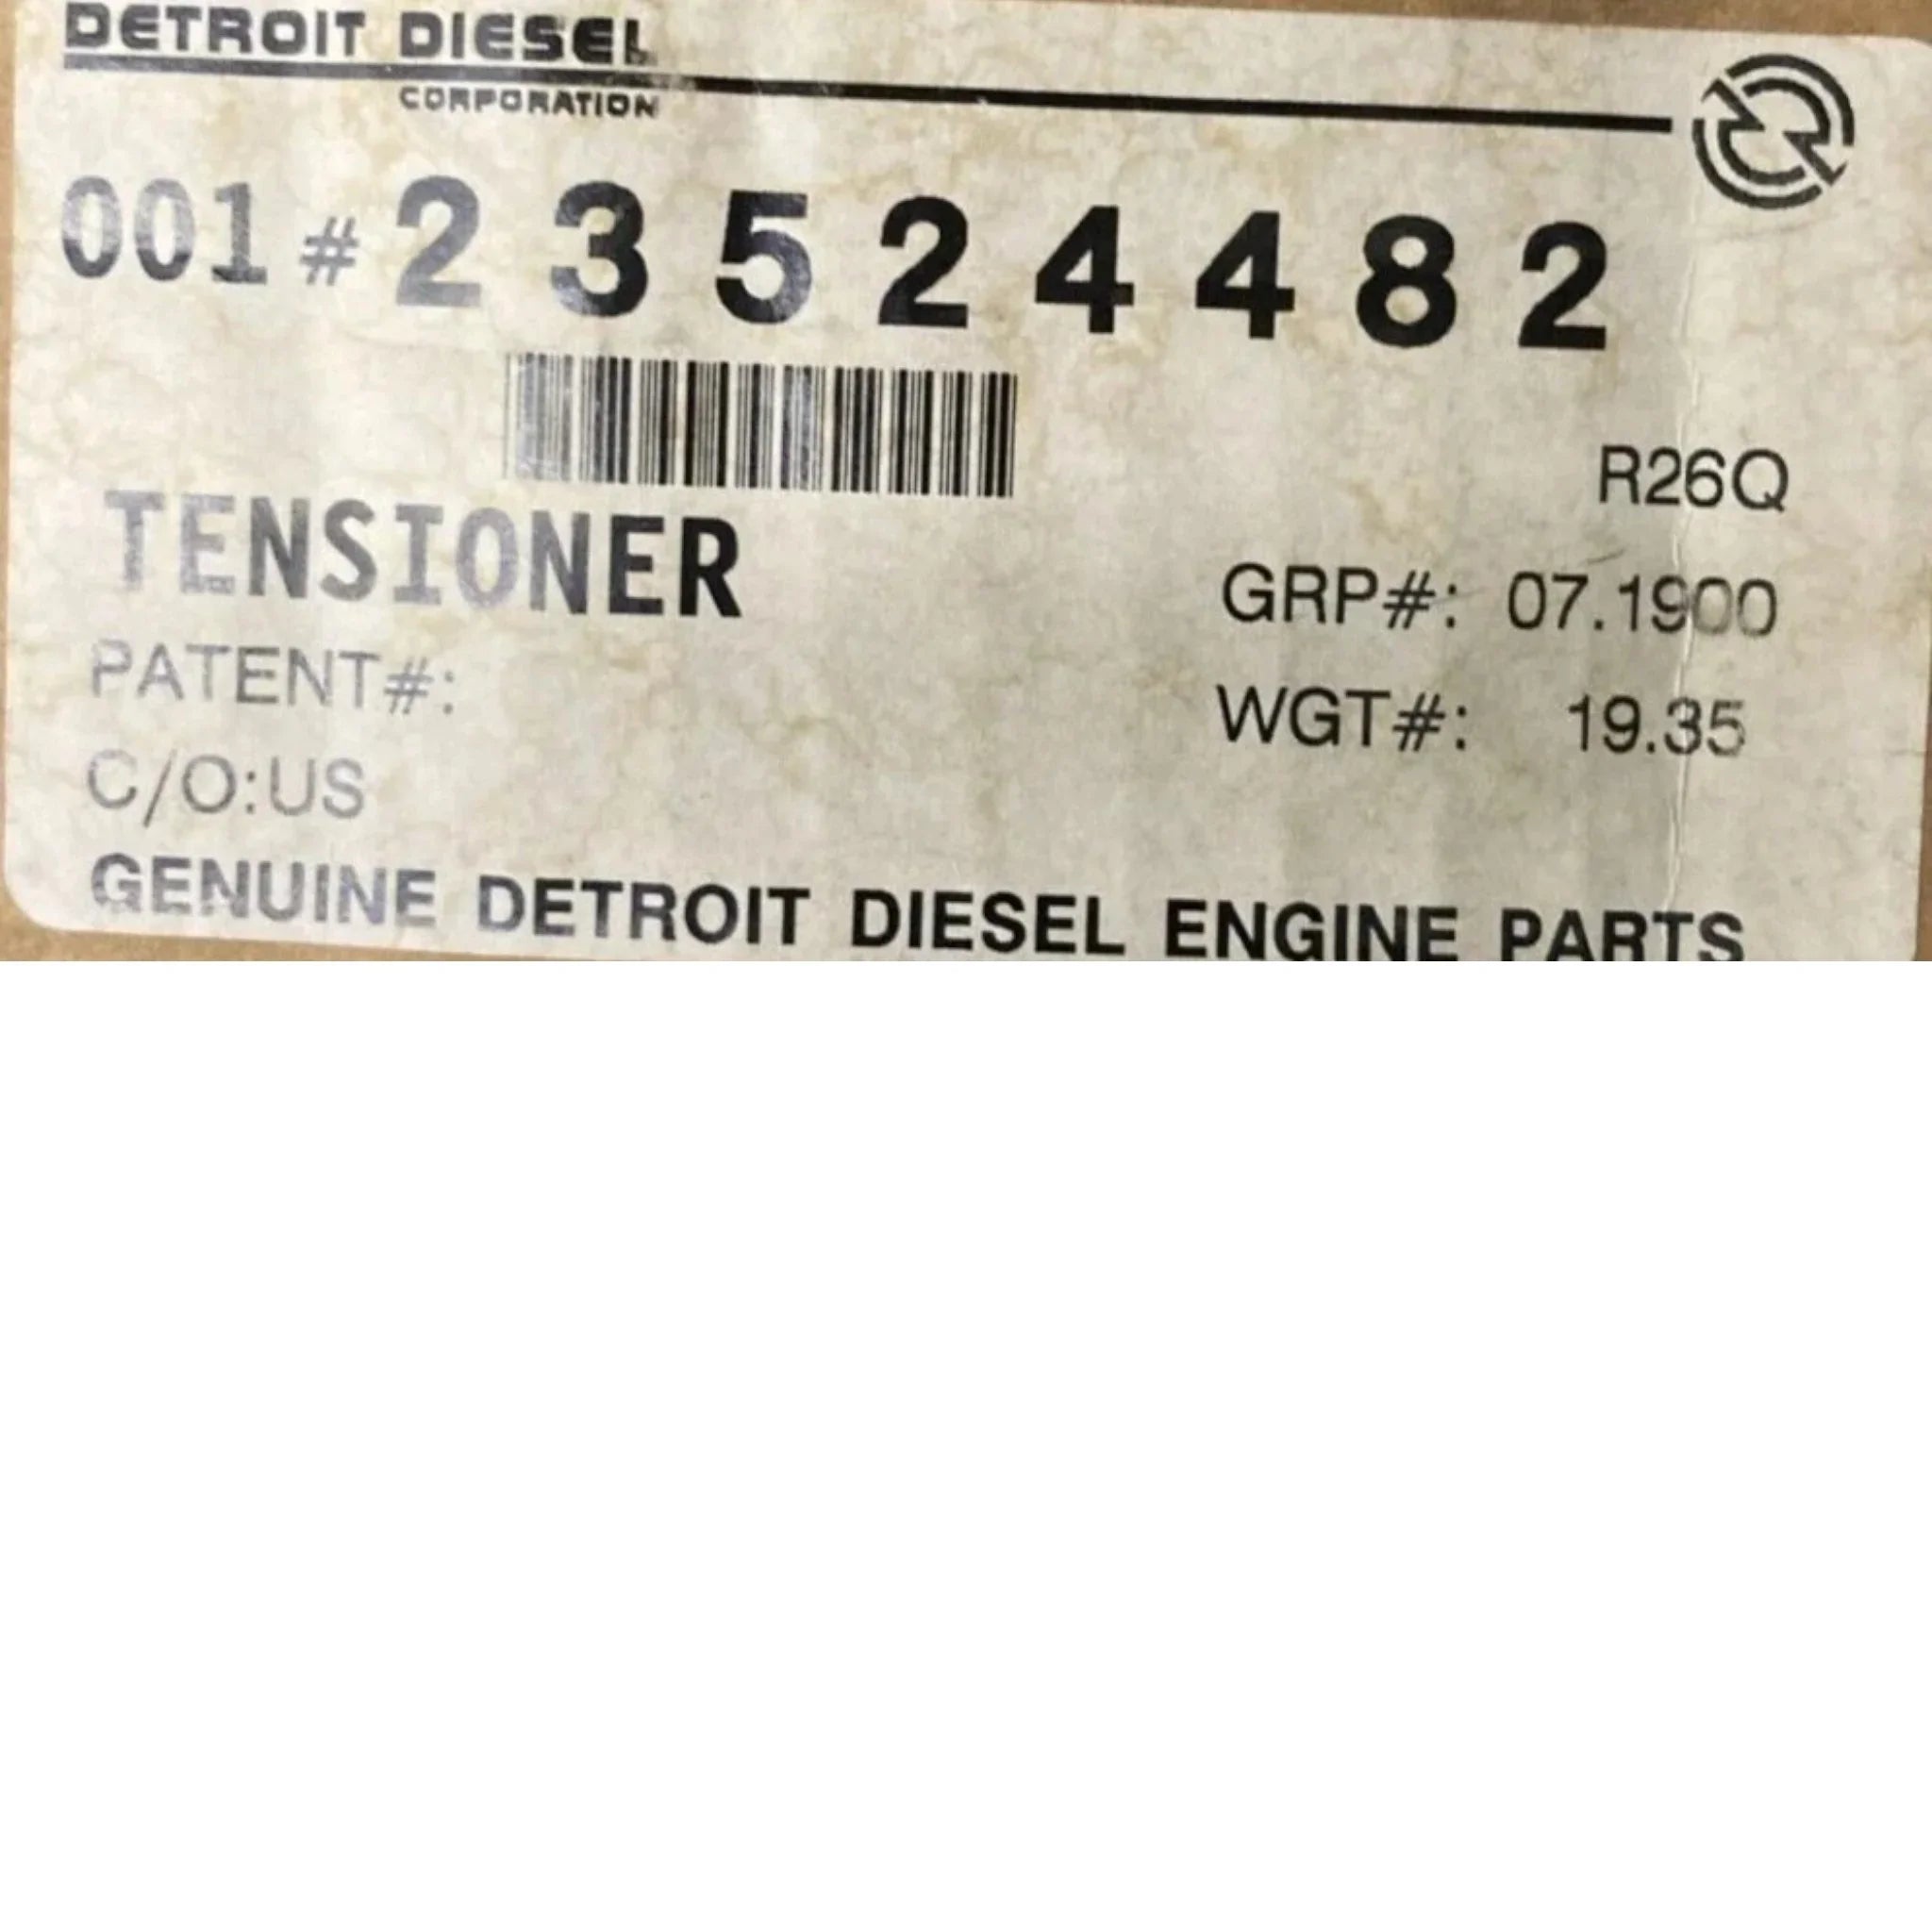 DETROIT DIESEL
CORPORATION
001 # 23524482
R26Q
TENSIONER
GRP#: 07.1900
PATENT#:
WGT#: 19.35
C/O:US
GENUINE DETROIT DIESEL ENGINE PARTS